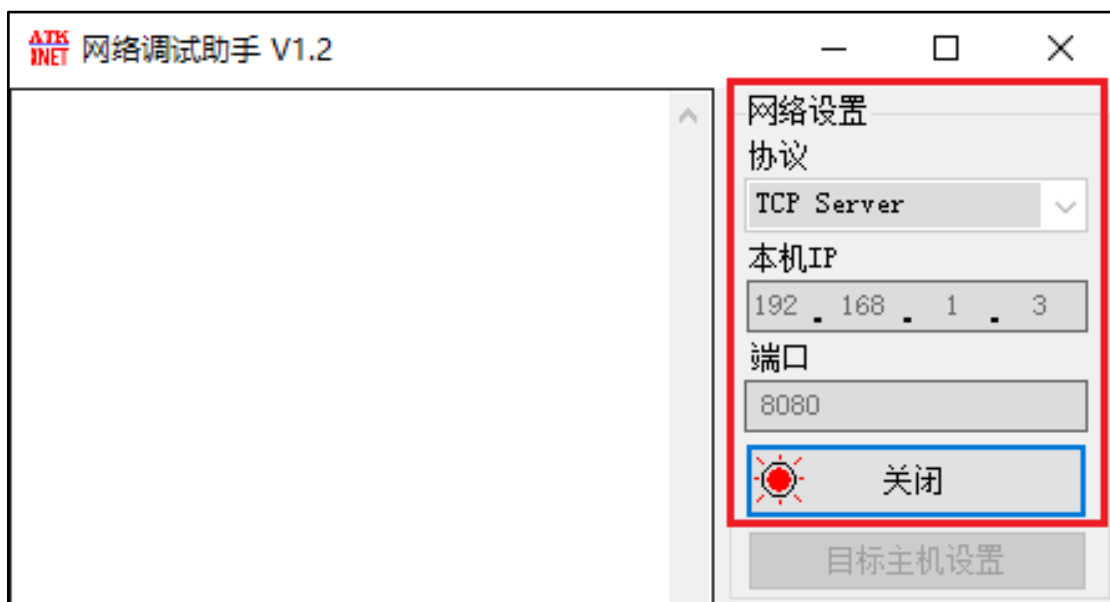 ATK
INET 网络调试助手 V1.2
网络设置
协议
TCP Server
本机IP
192 . 168 . 1 . 3
端口
8080
关闭
目标主机设置